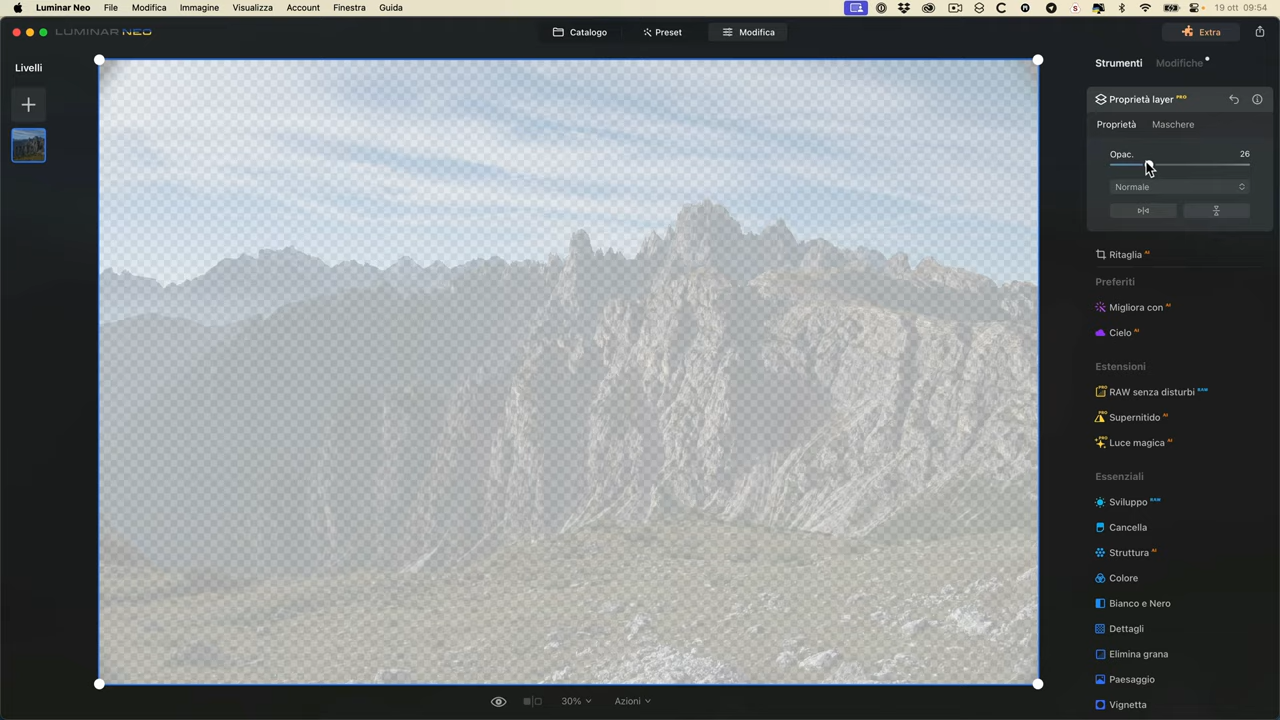 Luminar Neo File Modifica Immagine Visualizza Account Finestra Guida 19 ott 09:54
LUMINAR NEO Catalogo Preset Modifica Extra
Livelli
Strumenti Modifiche
Proprietà layer PRO
Proprietà Maschere
Opac. 26
Normale
Ritaglia AI
Preferiti
Migliora con AI
Cielo AI
Estensioni
RAW senza disturbi RAW
Supernitido AI
Luce magica AI
Essenziali
Sviluppo RAW
Cancella
Struttura AI
Colore
Bianco e Nero
Dettagli
Elimina grana
Paesaggio
Vignetta
30% Azioni